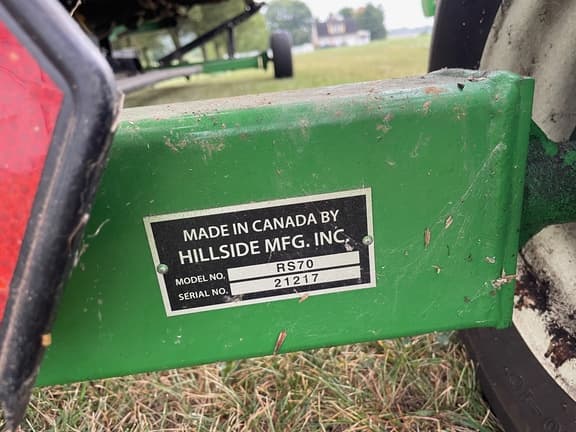 MADE IN CANADA BY
HILLSIDE MFG. INC.
MODEL NO. RS70
SERIAL NO. 21217